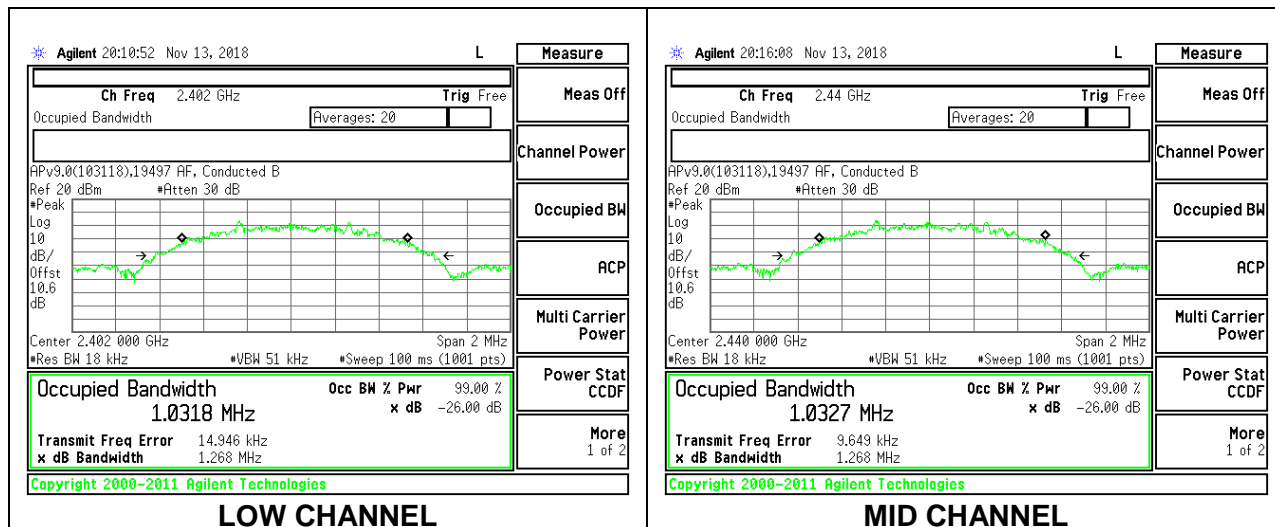 Agilent 20:10:52 Nov 13, 2018 L
Measure
Ch Freq 2.402 GHz Trig Free
Occupied Bandwidth Averages: 20
APv9.0(103118),19497 AF, Conducted B
Ref 20 dBm #Atten 30 dB
#Peak
Log
10
dB/
Offst
10.6
dB
Center 2.402 000 GHz Span 2 MHz
#Res BW 18 kHz #VBW 51 kHz #Sweep 100 ms (1001 pts)
Occupied Bandwidth Occ BW % Pwr 99.00 %
1.0318 MHz x dB -26.00 dB
Transmit Freq Error 14.946 kHz
x dB Bandwidth 1.268 MHz
Copyright 2000-2011 Agilent Technologies
Meas Off
Channel Power
Occupied BW
ACP
Multi Carrier
Power
Power Stat
CCDF
More
1 of 2
LOW CHANNEL
Agilent 20:16:08 Nov 13, 2018 L
Measure
Ch Freq 2.44 GHz Trig Free
Occupied Bandwidth Averages: 20
APv9.0(103118),19497 AF, Conducted B
Ref 20 dBm #Atten 30 dB
#Peak
Log
10
dB/
Offst
10.6
dB
Center 2.440 000 GHz Span 2 MHz
#Res BW 18 kHz #VBW 51 kHz #Sweep 100 ms (1001 pts)
Occupied Bandwidth Occ BW % Pwr 99.00 %
1.0327 MHz x dB -26.00 dB
Transmit Freq Error 9.649 kHz
x dB Bandwidth 1.268 MHz
Copyright 2000-2011 Agilent Technologies
Meas Off
Channel Power
Occupied BW
ACP
Multi Carrier
Power
Power Stat
CCDF
More
1 of 2
MID CHANNEL